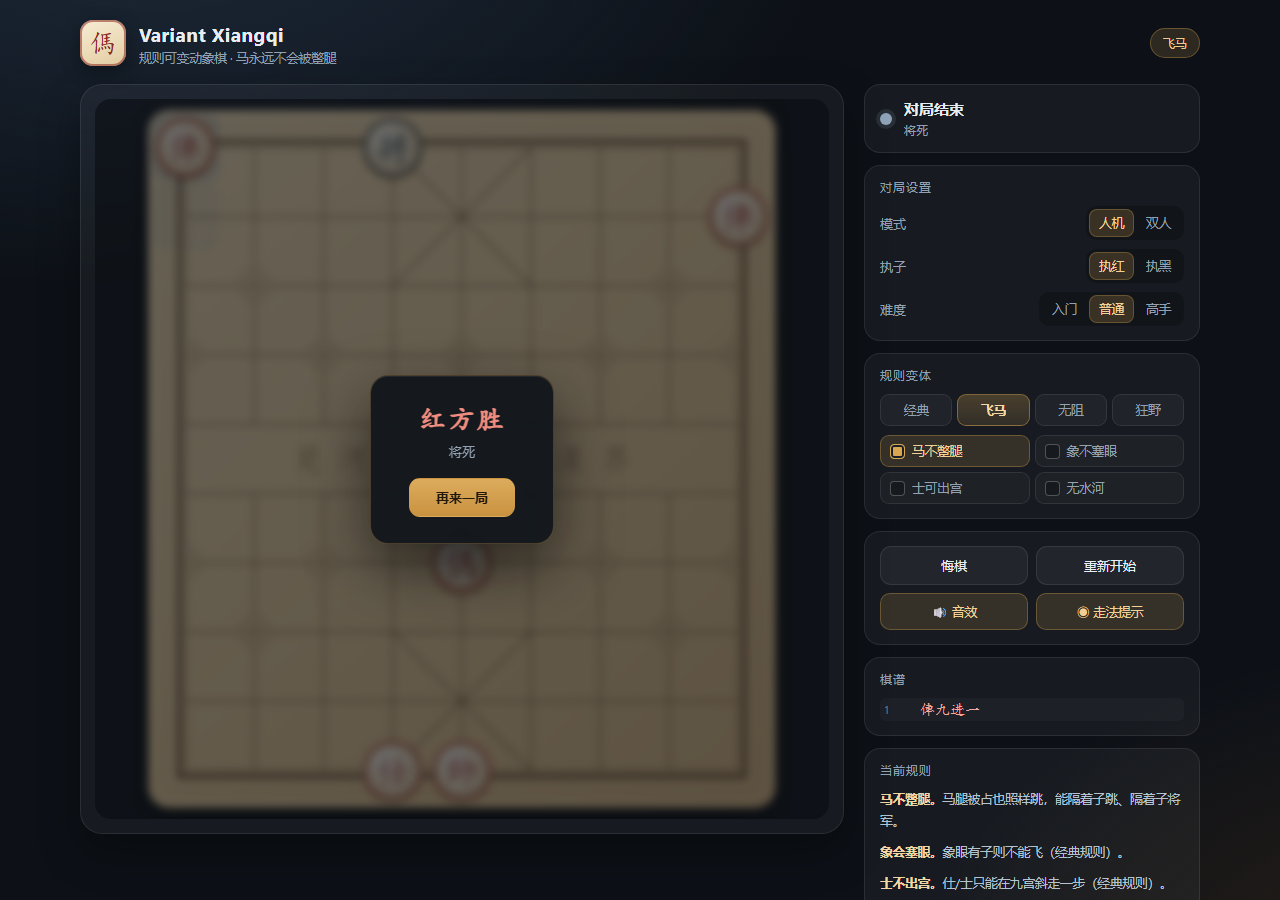 傌
Variant Xiangqi
规则可变动象棋 · 马永远不会被蹩腿
飞马
红方胜
将死
再来一局
对局结束
将死
对局设置
模式
人机
双人
执子
执红
执黑
难度
入门
普通
高手
规则变体
经典
飞马
无阻
狂野
马不蹩腿
象不塞眼
士可出宫
无水河
悔棋
重新开始
🔊 音效
◉ 走法提示
棋谱
1 俥九进一
当前规则
马不蹩腿。马腿被占也照样跳，能隔着子跳、隔着子将
军。
象会塞眼。象眼有子则不能飞（经典规则）。
士不出宫。仕/士只能在九宫斜走一步（经典规则）。